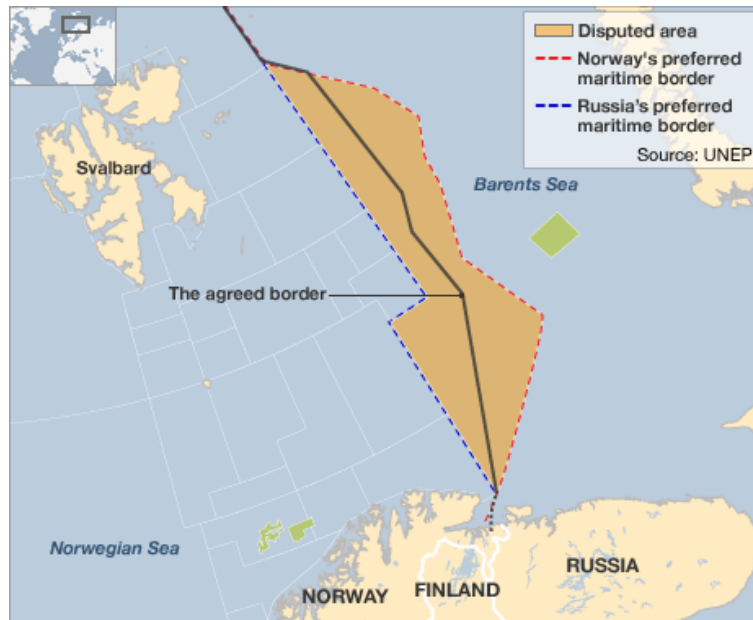 Disputed area
Norway's preferred
maritime border
Russia's preferred
maritime border
Source: UNEP
Svalbard
Barents Sea
The agreed border
Norwegian Sea
NORWAY
FINLAND
RUSSIA